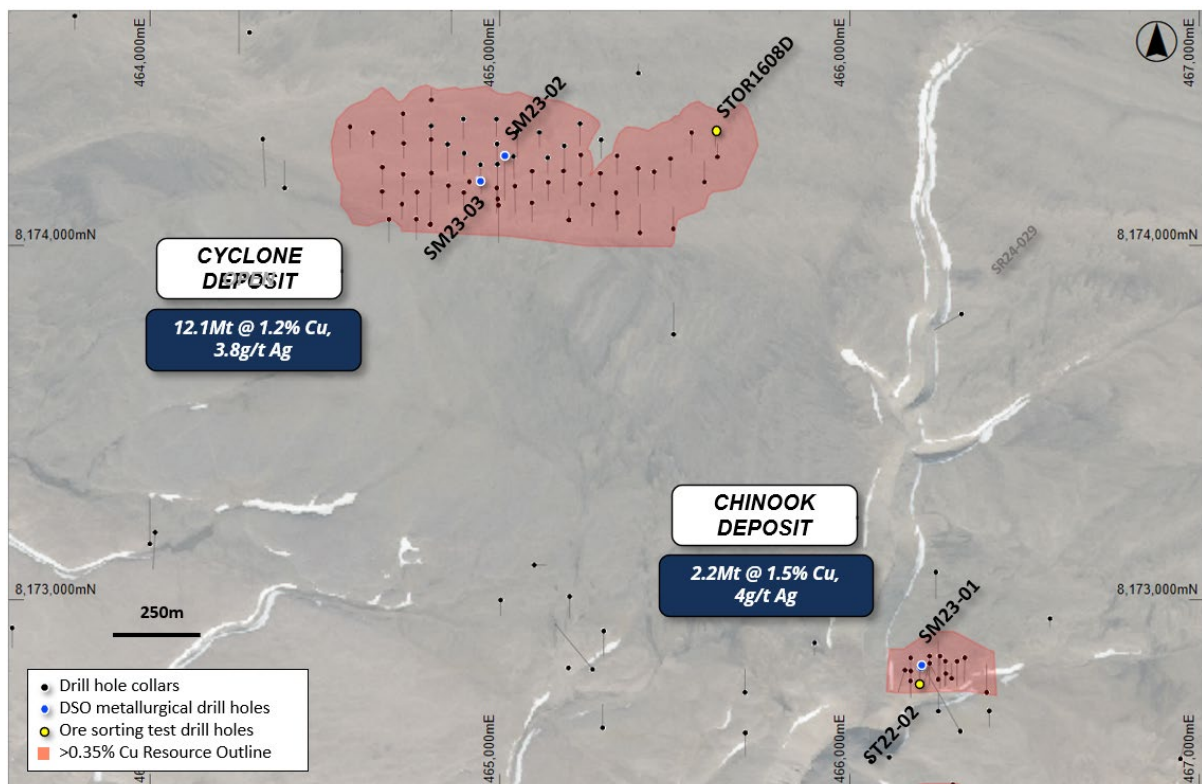 464,000mE
465,000mE
466,000mE
467,000mE
STOR1608D
SM23-02
SM23-03
8,174,000mN
8,174,000mN
SR24-029
CYCLONE
DEPOSIT
OPEN
12.1Mt @ 1.2% Cu,
3.8g/t Ag
CHINOOK
DEPOSIT
2.2Mt @ 1.5% Cu,
4g/t Ag
8,173,000mN
8,173,000mN
250m
SM23-01
ST22-02
Drill hole collars
DSO metallurgical drill holes
Ore sorting test drill holes
>0.35% Cu Resource Outline
465,000mE
466,000mE